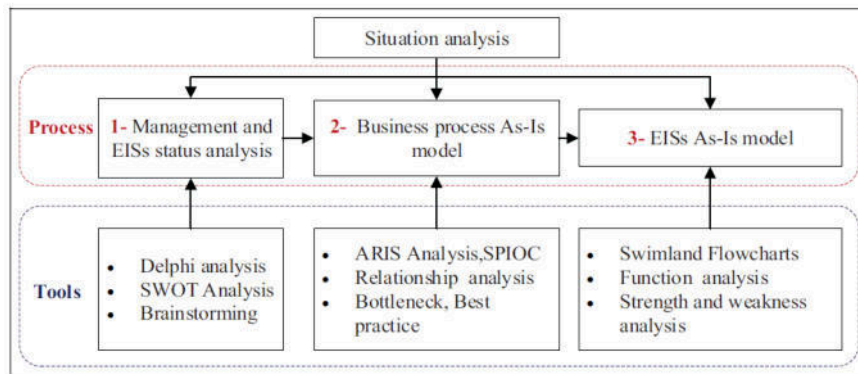 Situation analysis
Process
1- Management and
EISs status analysis
2- Business process As-Is
model
3- EISs As-Is model
Tools
• Delphi analysis
• SWOT Analysis
• Brainstorming
• ARIS Analysis,SPIOC
• Relationship analysis
• Bottleneck, Best
practice
• Swimland Flowcharts
• Function analysis
• Strength and weakness
analysis